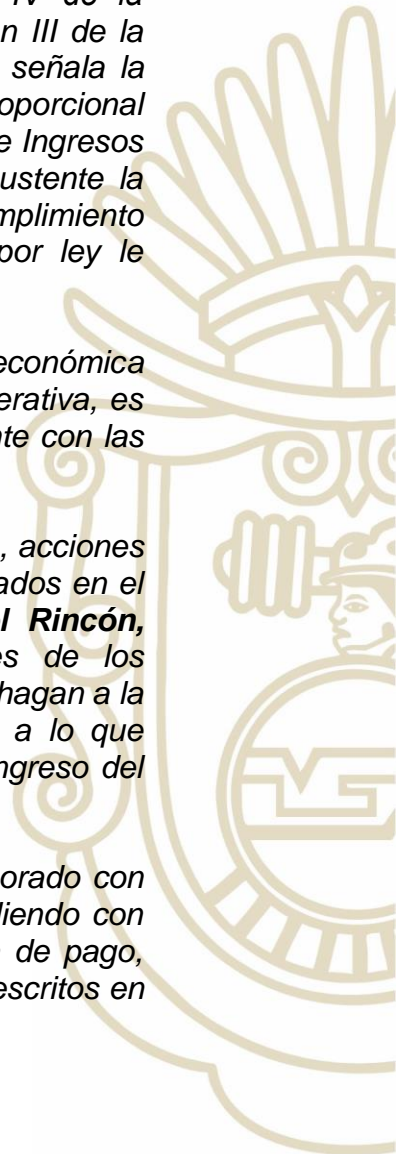 IV de la
n III de la
señala la
oporcional
e Ingresos
ustente la
mplimiento
por ley le
económica
erativa, es
nte con las
, acciones
ados en el
l Rincón,
es de los
hagan a la
a lo que
ngreso del
orado con
liendo con
de pago,
escritos en